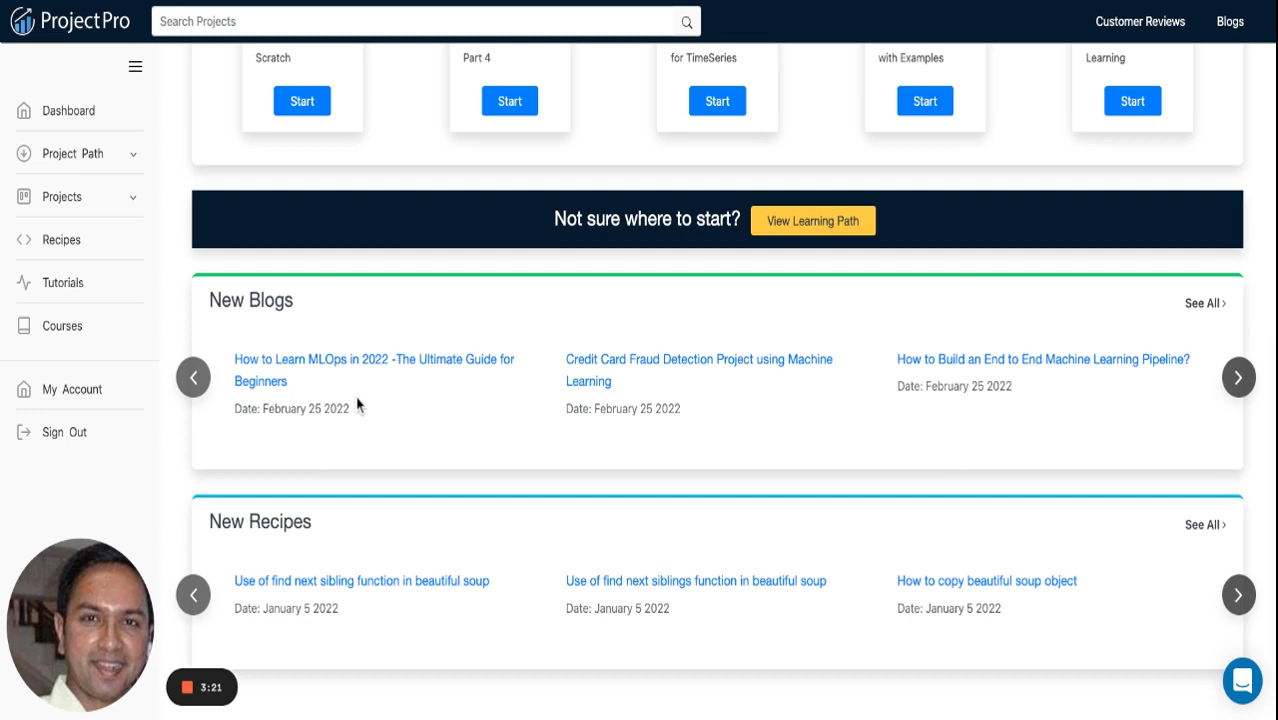 ProjectPro
Search Projects
Customer Reviews
Blogs
Dashboard
Project Path
Projects
Recipes
Tutorials
Courses
My Account
Sign Out
Scratch
Part 4
for TimeSeries
with Examples
Learning
Start
Start
Start
Start
Start
Not sure where to start?
View Learning Path
New Blogs
See All
How to Learn MLOps in 2022 -The Ultimate Guide for
Beginners
Date: February 25 2022
Credit Card Fraud Detection Project using Machine
Learning
Date: February 25 2022
How to Build an End to End Machine Learning Pipeline?
Date: February 25 2022
New Recipes
See All
Use of find next sibling function in beautiful soup
Date: January 5 2022
Use of find next siblings function in beautiful soup
Date: January 5 2022
How to copy beautiful soup object
Date: January 5 2022
3:21